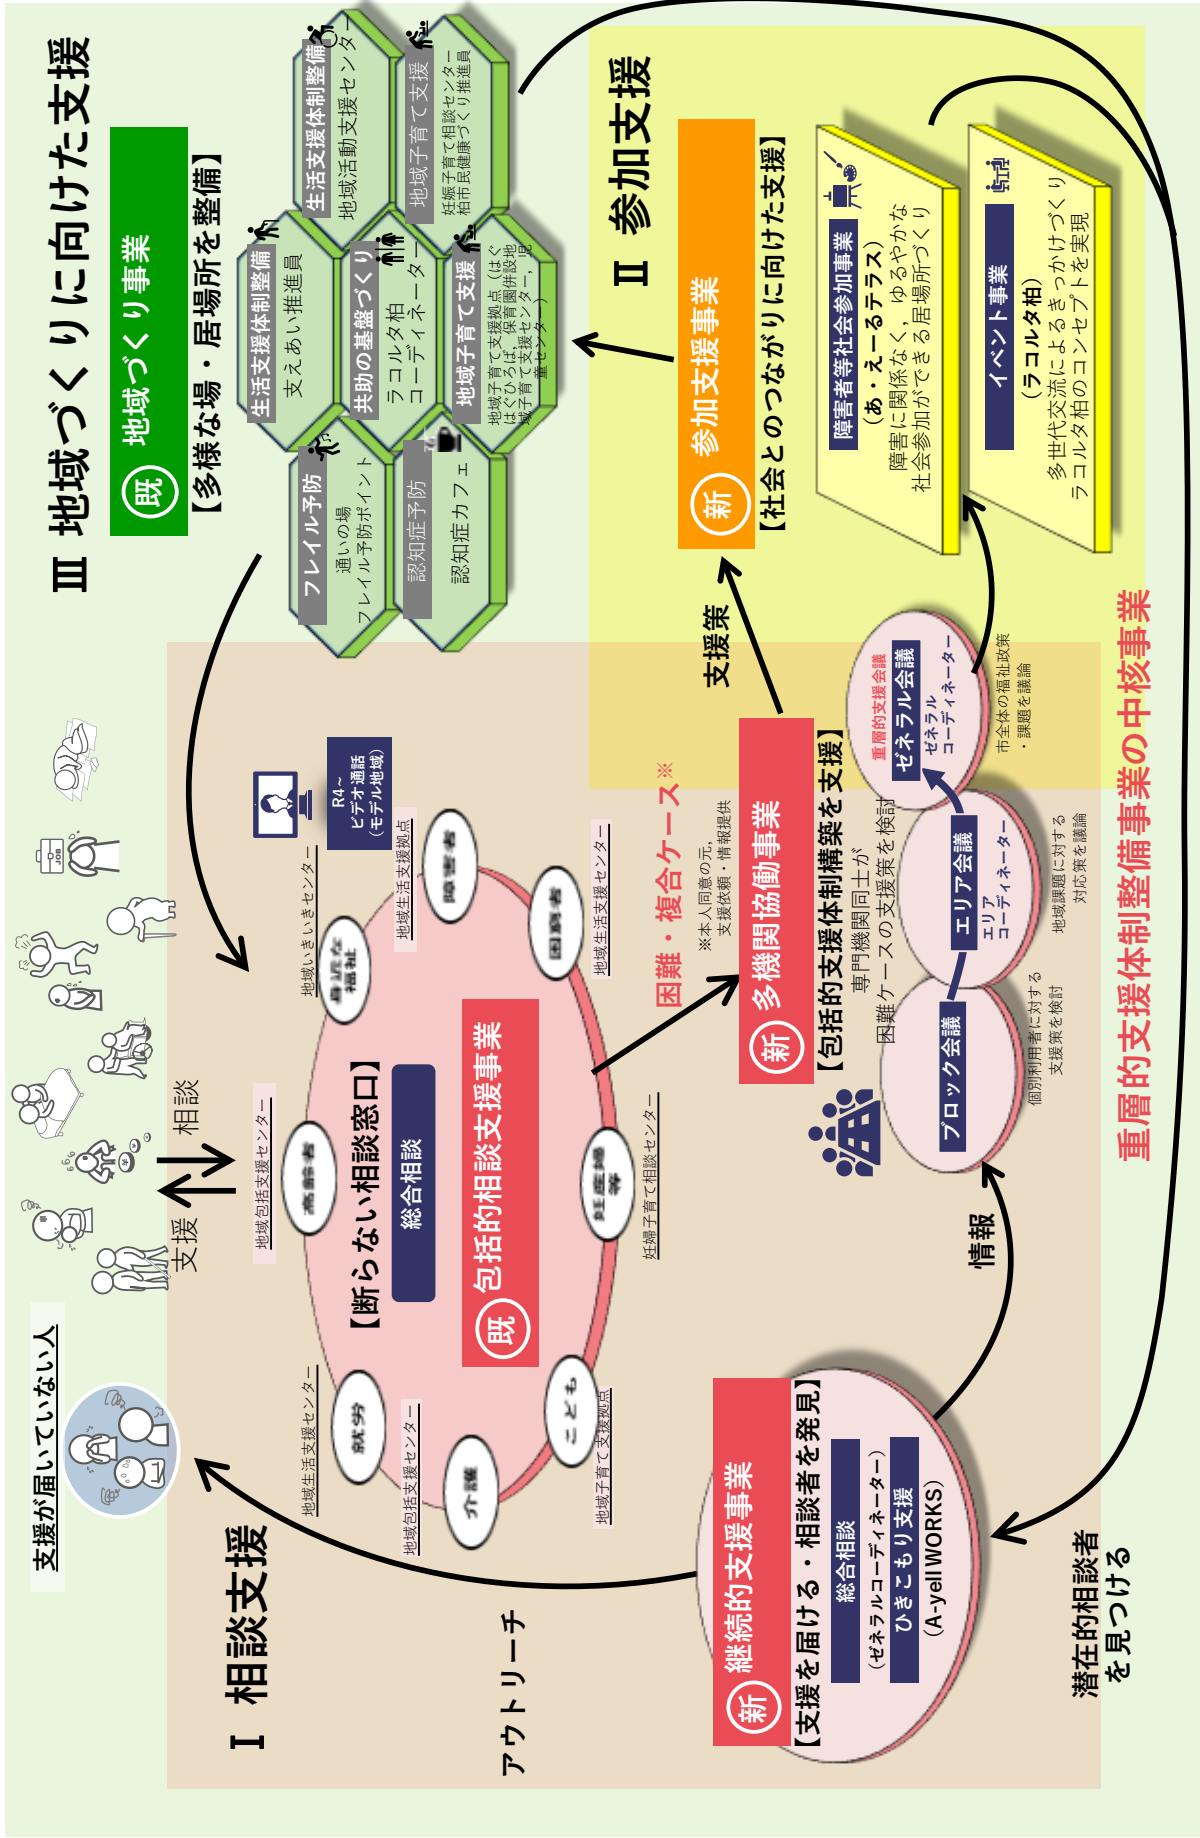 Ⅰ 相談支援
支援が届いていない人
支援
相談
アウトリーチ
地域生活支援センター
就労
地域包括支援センター
介護
地域子育て支援拠点
こども
地域包括支援センター
高齢者
【断らない相談窓口】
総合相談
既 包括的相談支援事業
妊産婦等
妊婦子育て相談センター
地域いきいきセンター
身近な
福祉
地域生活支援拠点
障害者
困窮者
地域生活支援センター
R4~
ビデオ通話
(モデル地域)
JOB
困難・複合ケース※
※本人同意の元,
支援依頼・情報提供
新 継続的支援事業
【支援を届ける・相談者を発見】
総合相談
(ゼネラルコーディネーター)
ひきこもり支援
(A-yell WORKS)
潜在的相談者
を見つける
情報
新 多機関協働事業
【包括的支援体制構築を支援】
専門機関同士が
困難ケースの支援策を検討
ブロック会議
個別利用者に対する
支援策を検討
エリア会議
エリア
コーディネーター
地域課題に対する
対応策を議論
重層的支援会議
ゼネラル会議
ゼネラル
コーディネーター
市全体の福祉政策
・課題を議論
重層的支援体制整備事業の中核事業
支援策
Ⅱ 参加支援
新 参加支援事業
【社会とのつながりに向けた支援】
障害者等社会参加事業
(あ・えーるテラス)
障害に関係なく,ゆるやかな
社会参加ができる居場所づくり
イベント事業
(ラコルタ柏)
多世代交流によるきっかけづくり
ラコルタ柏のコンセプトを実現
Ⅲ 地域づくりに向けた支援
既 地域づくり事業
【多様な場・居場所を整備】
フレイル予防
通いの場
フレイル予防ポイント
認知症予防
認知症カフェ
生活支援体制整備
支えあい推進員
共助の基盤づくり
ラコルタ柏
コーディネーター
地域子育て支援
地域子育て支援拠点(はぐ
はぐひろば,保育園併設地
域子育て支援センター,児
童センター)
生活支援体制整備
地域活動支援センター
地域子育て支援
妊娠子育て相談センター
柏市民健康づくり推進員